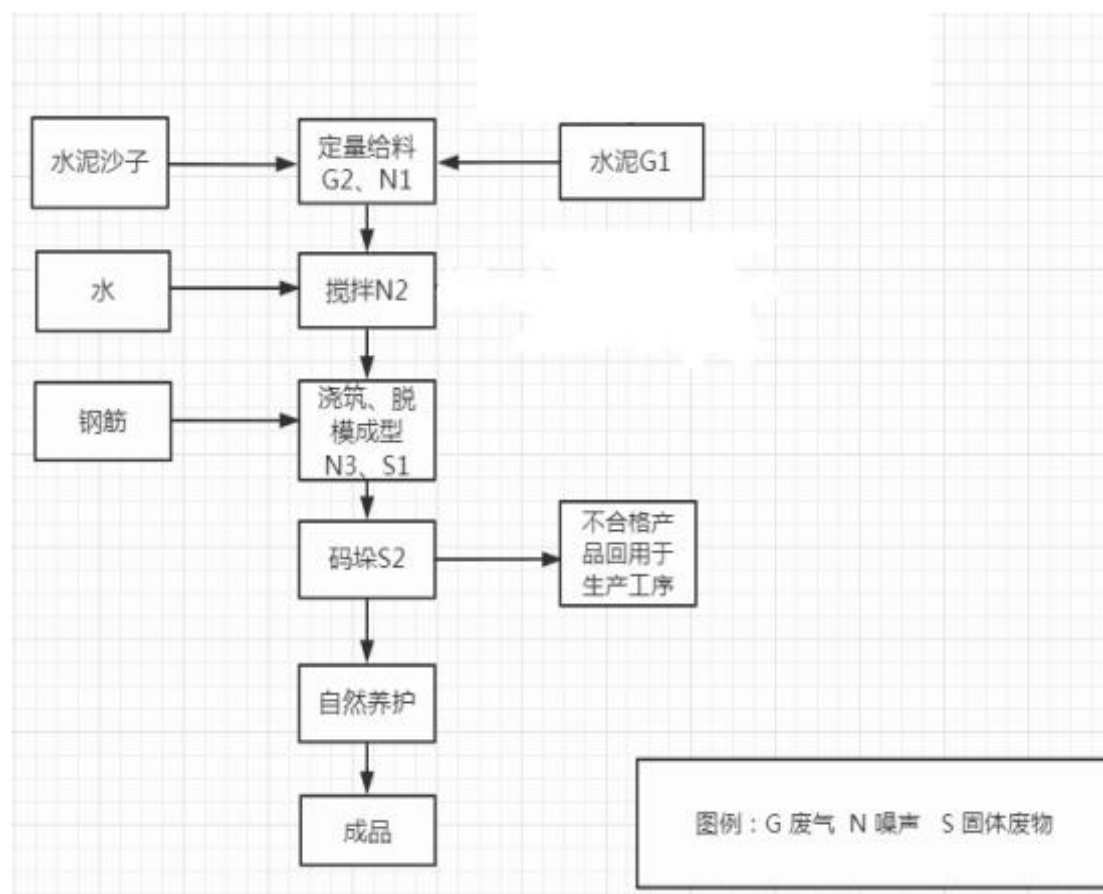 水泥沙子
定量给料
G2、N1
水泥G1
水
搅拌N2
钢筋
浇筑、脱
模成型
N3、S1
码垛S2
不合格产
品回用于
生产工序
自然养护
成品
图例：G 废气 N 噪声 S 固体废物